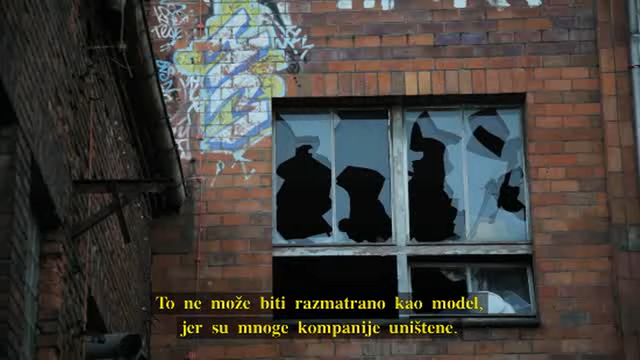 To ne može biti razmatrano kao model,
jer su mnoge kompanije uništene.